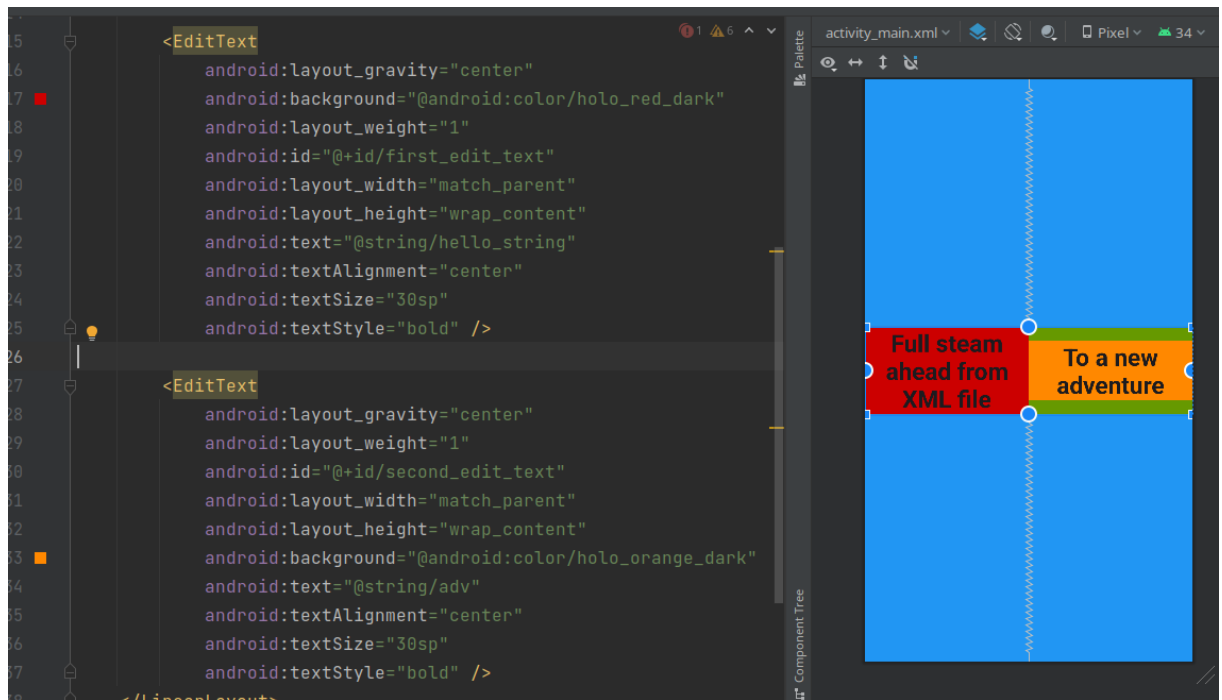 15 <EditText
1 6
16 android:layout_gravity="center"
17 android:background="@android:color/holo_red_dark"
18 android:layout_weight="1"
19 android:id="@+id/first_edit_text"
20 android:layout_width="match_parent"
21 android:layout_height="wrap_content"
22 android:text="@string/hello_string"
23 android:textAlignment="center"
24 android:textSize="30sp"
25 android:textStyle="bold" />
26
27 <EditText
28 android:layout_gravity="center"
29 android:layout_weight="1"
30 android:id="@+id/second_edit_text"
31 android:layout_width="match_parent"
32 android:layout_height="wrap_content"
33 android:background="@android:color/holo_orange_dark"
34 android:text="@string/adv"
35 android:textAlignment="center"
36 android:textSize="30sp"
37 android:textStyle="bold" />
38 </LinearLayout>
Palette
Component Tree
activity_main.xml Pixel 34
Full steam
ahead from
XML file
To a new
adventure